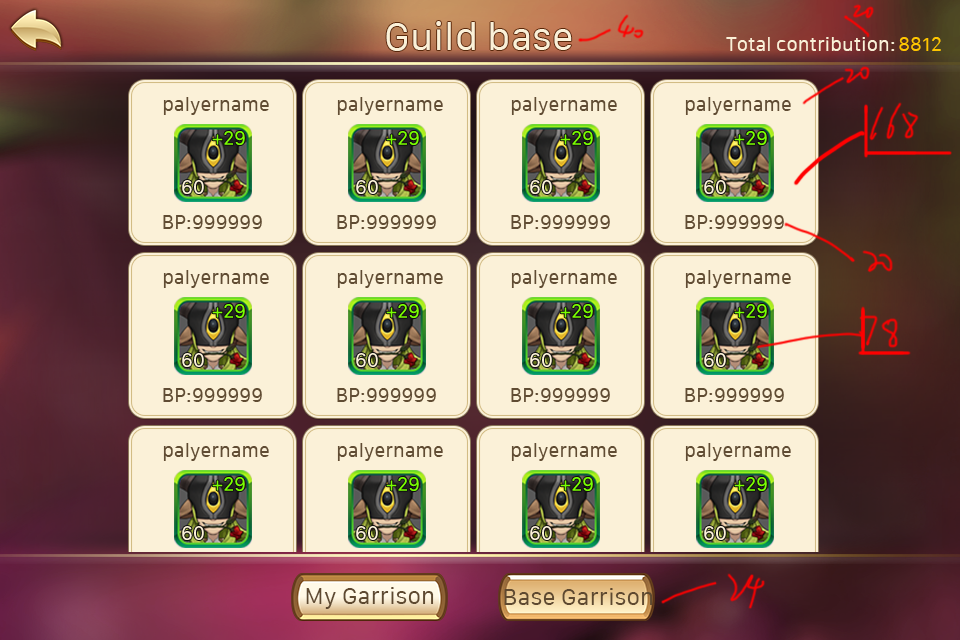 20
Guild base 40
Total contribution: 8812
20
palyername palyername palyername palyername
+29 +29 +29 +29
168
60 60 60 60
BP:999999 BP:999999 BP:999999 BP:999999
20
palyername palyername palyername palyername
+29 +29 +29 +29
78
60 60 60 60
BP:999999 BP:999999 BP:999999 BP:999999
palyername palyername palyername palyername
+29 +29 +29 +29
60 60 60 60
My Garrison Base Garrison 24